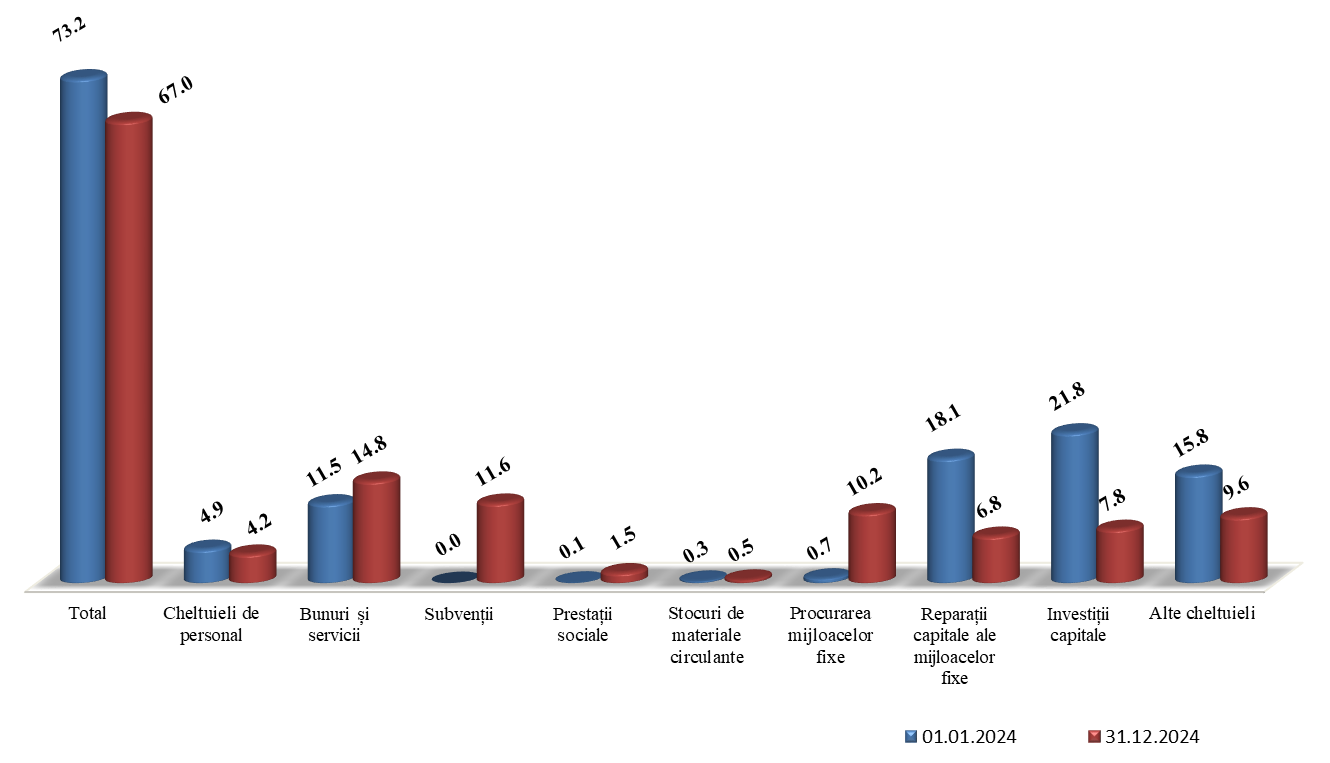 73.2
67.0
4.9
4.2
11.5
14.8
0.0
11.6
0.1
1.5
0.3
0.5
0.7
10.2
18.1
6.8
21.8
7.8
15.8
9.6
Total
Cheltuieli de
personal
Bunuri și
servicii
Subvenții
Prestații
sociale
Stocuri de
materiale
circulante
Procurarea
mijloacelor
fixe
Reparații
capitale ale
mijloacelor
fixe
Investiții
capitale
Alte cheltuieli
01.01.2024
31.12.2024